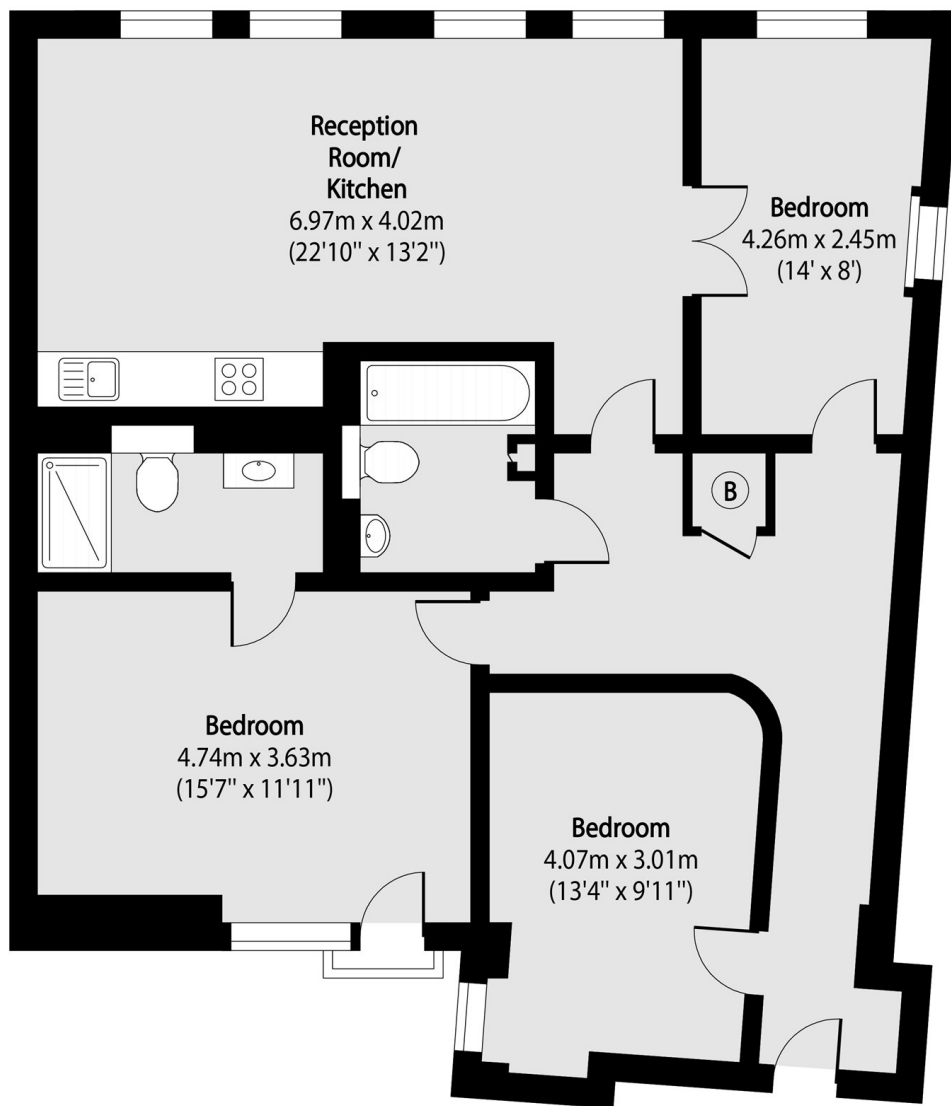 Reception
Room/
Kitchen
6.97m x 4.02m
(22'10" x 13'2")
Bedroom
4.26m x 2.45m
(14' x 8')
B
Bedroom
4.74m x 3.63m
(15'7" x 11'11")
Bedroom
4.07m x 3.01m
(13'4" x 9'11")